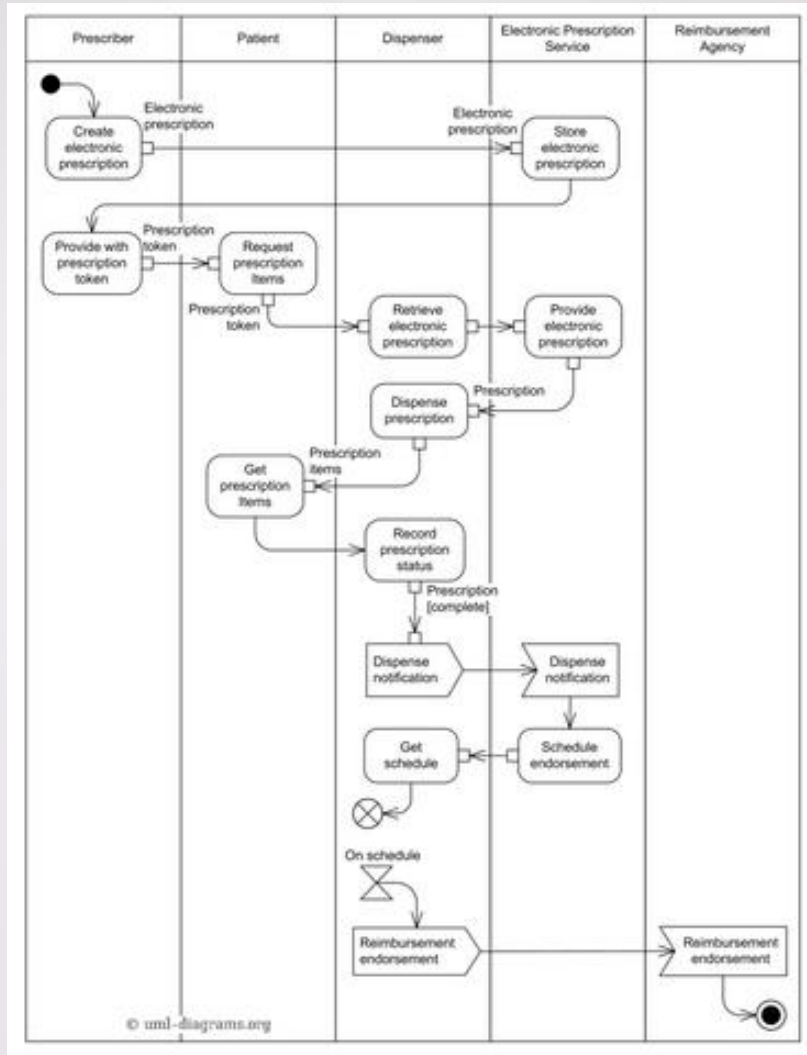 Prescriber
Patient
Dispenser
Electronic Prescription
Service
Reimbursement
Agency
Electronic
prescription
Create
electronic
prescription
Electronic
prescription
Store
electronic
prescription
Provide with
prescription
token
Prescription
token
Request
prescription
Items
Prescription
token
Retrieve
electronic
prescription
Provide
electronic
prescription
Prescription
Dispense
prescription
Prescription
items
Get
prescription
Items
Record
prescription
status
Prescription
[complete]
Dispense
notification
Dispense
notification
Get
schedule
Schedule
endorsement
On schedule
Reimbursement
endorsement
Reimbursement
endorsement
© uml-diagrams.org